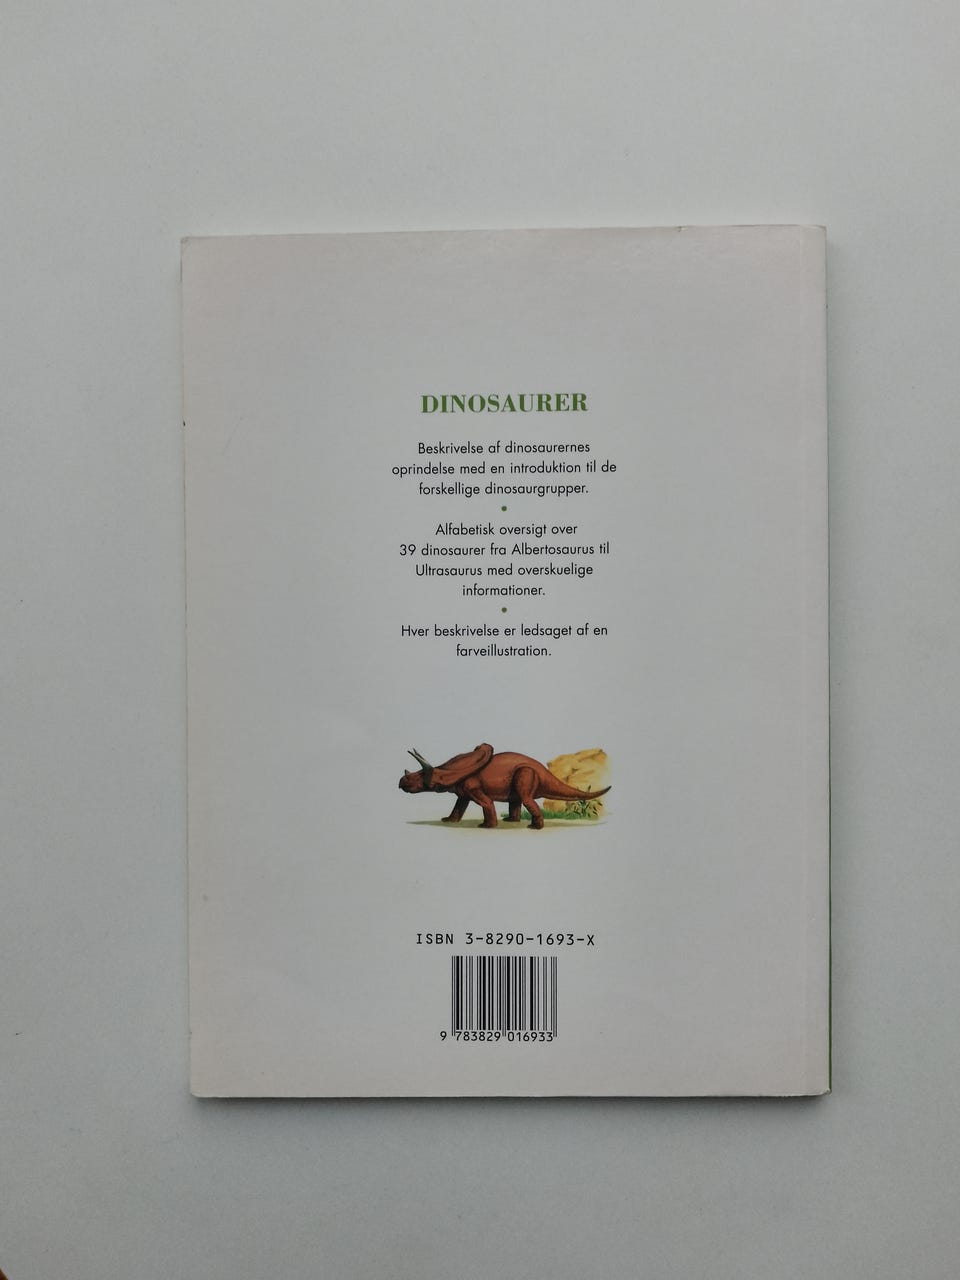 DINOSAURER
Beskrivelse af dinosaurernes
oprindelse med en introduktion til de
forskellige dinosaurgrupper.
•
Alfabetisk oversigt over
39 dinosaurer fra Albertosaurus til
Ultrasaurus med overskuelige
informationer.
•
Hver beskrivelse er ledsaget af en
farveillustration.
ISBN 3-8290-1693-X
9 783829 016933